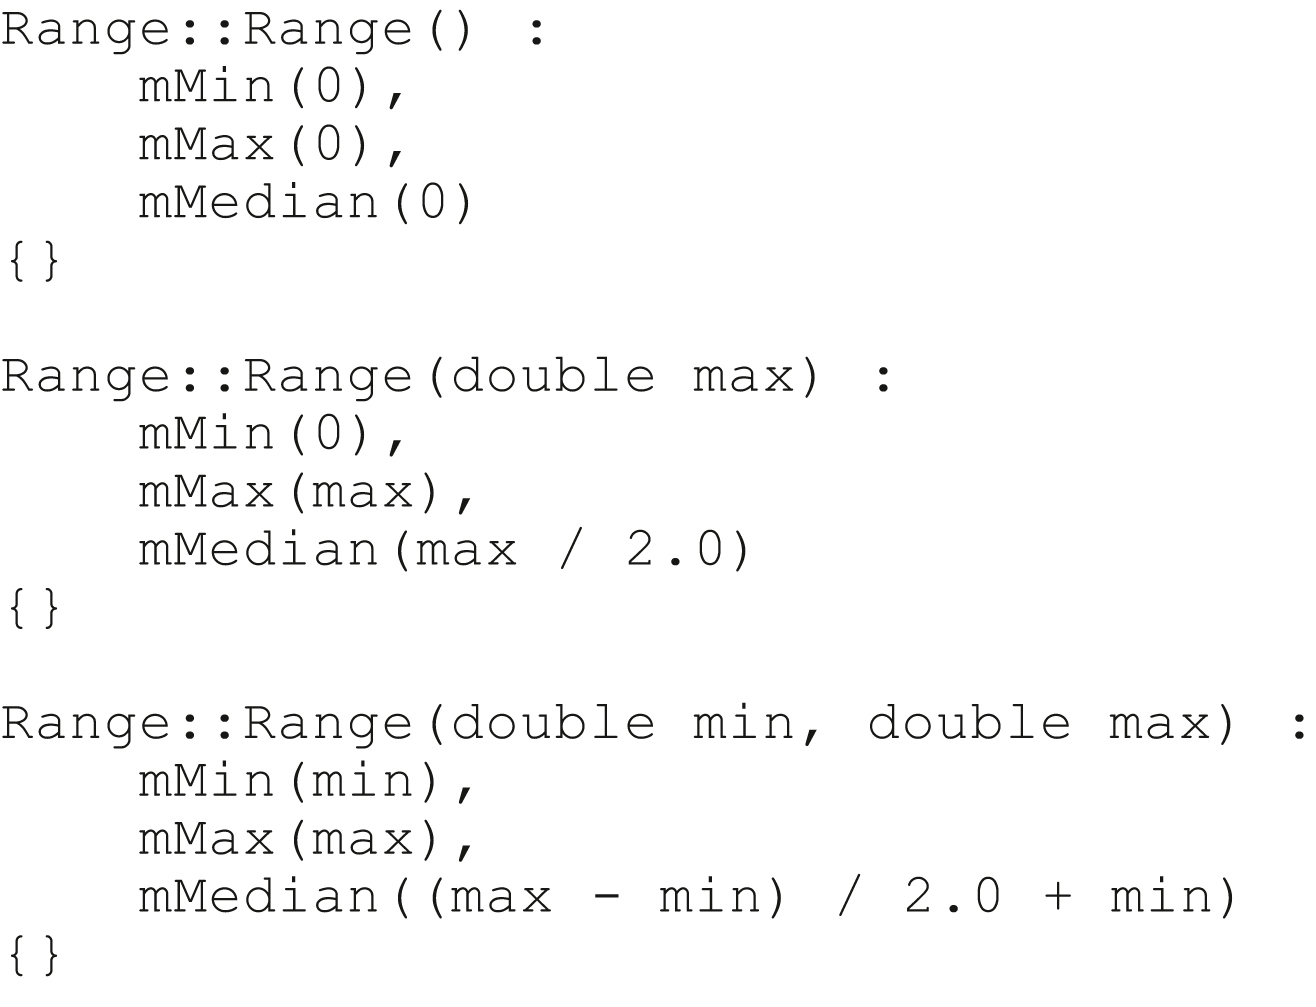 Range::Range() :
     mMin(0),
     mMax(0),
     mMedian(0)
{}

Range::Range(double max) :
     mMin(0),
     mMax(max),
     mMedian(max / 2.0)
{}

Range::Range(double min, double max) :
     mMin(min),
     mMax(max),
     mMedian((max - min) / 2.0 + min)
{}